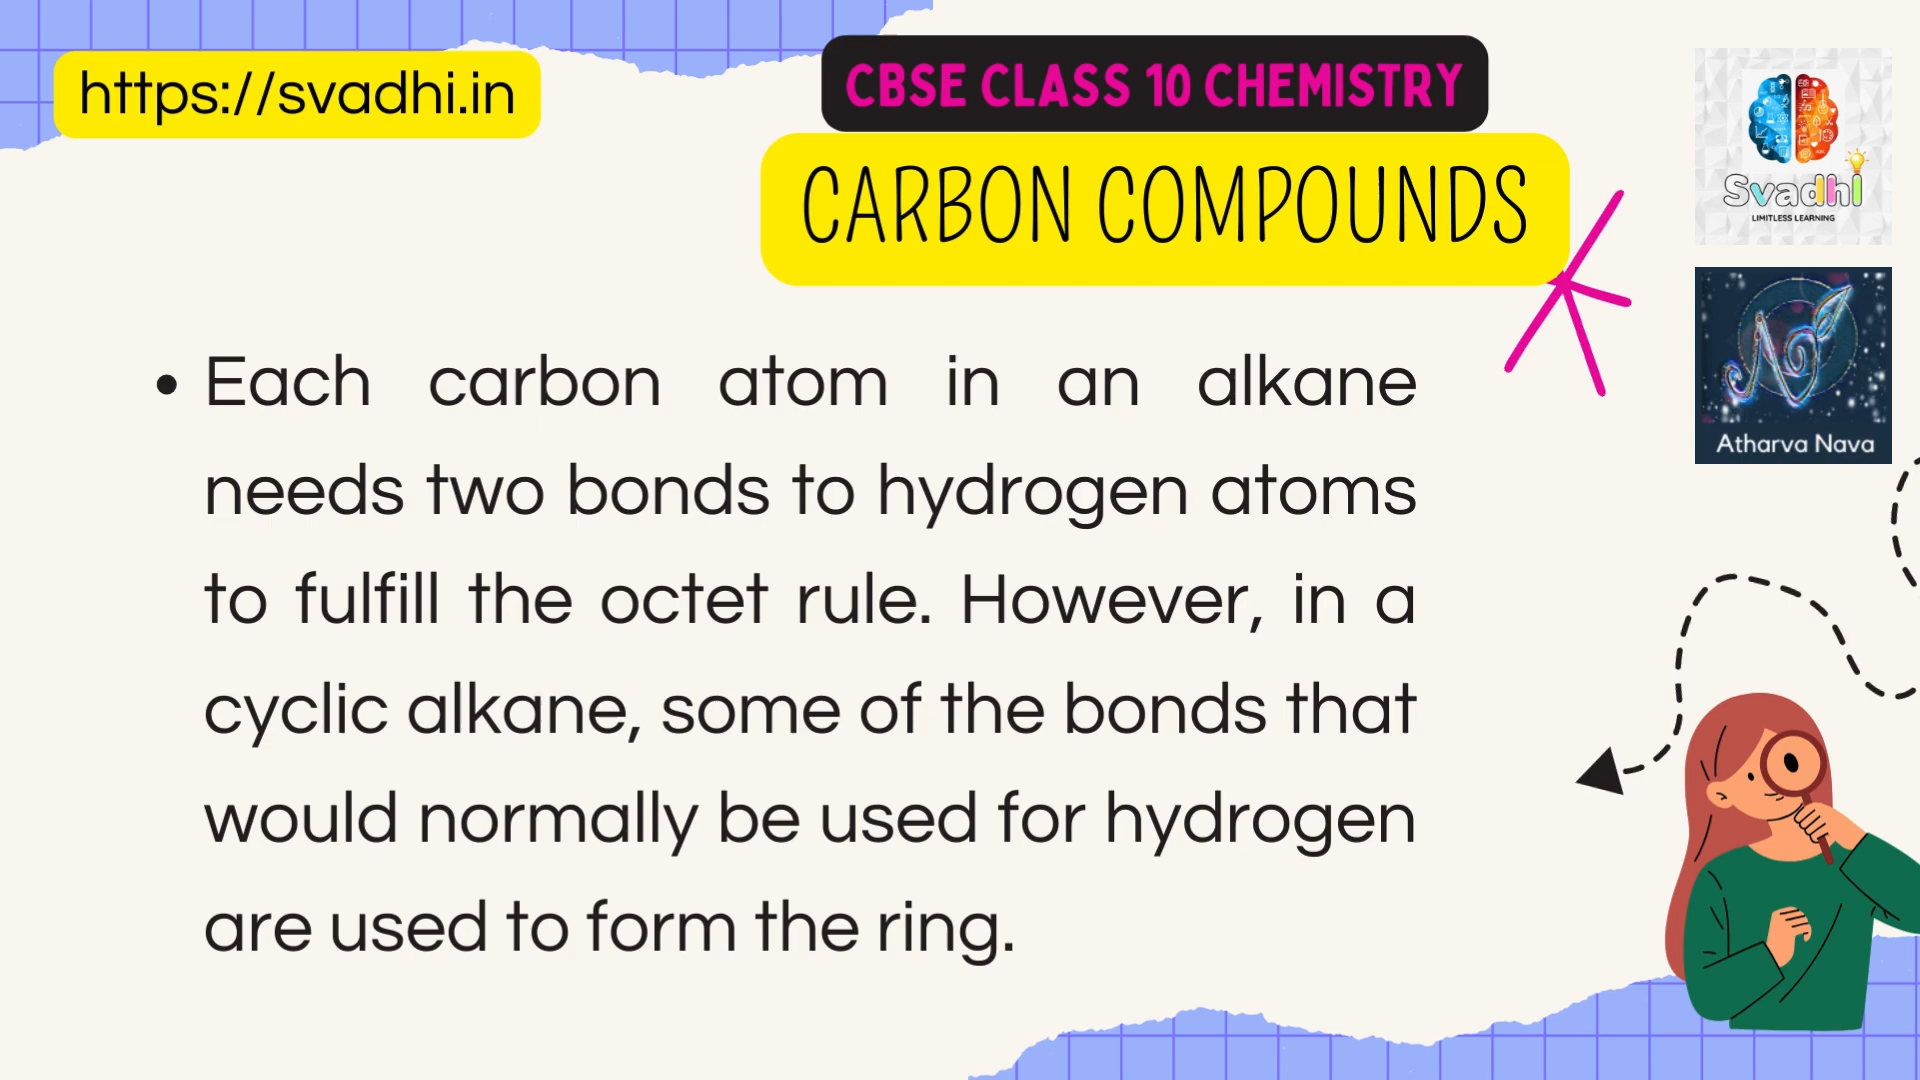 https://svadhi.in
CBSE CLASS 10 CHEMISTRY
CARBON COMPOUNDS
Svadhi
LIMITLESS LEARNING
Atharva Nava
• Each carbon atom in an alkane
needs two bonds to hydrogen atoms
to fulfill the octet rule. However, in a
cyclic alkane, some of the bonds that
would normally be used for hydrogen
are used to form the ring.